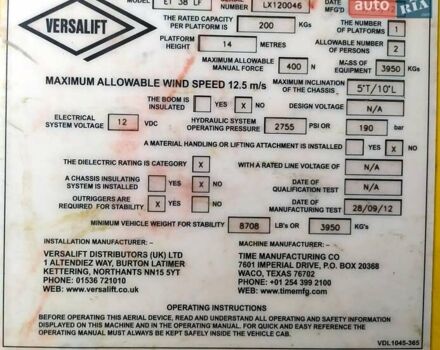 VERSALIFT
MODEL ET 38 LF NUMBER LX120046 MFG'D
auto RIA
THE RATED CAPACITY PER PLATFORM IS 200 KGs
THE NUMBER OF PLATFORMS 1
PLATFORM HEIGHT 14 METRES
ALLOWABLE NUMBER OF PERSONS 2
MAXIMUM ALLOWABLE MANUAL FORCE 400 N
MASS OF EQUIPMENT 3950 KGs
MAXIMUM ALLOWABLE WIND SPEED 12.5 m/s
MAXIMUM INCLINATION OF THE CHASSIS 5°T/10°L
THE BOOM IS INSULATED YES X NO
DESIGN VOLTAGE N/A
ELECTRICAL SYSTEM VOLTAGE 12 VDC
HYDRAULIC SYSTEM OPERATING PRESSURE 2755 PSI OR 190 bar
A MATERIAL HANDLING OR LIFTING ATTACHMENT IS INSTALLED YES X NO
THE DIELECTRIC RATING IS CATEGORY X
WITH A RATED LINE VOLTAGE OF N/A
A CHASSIS INSULATING SYSTEM IS INSTALLED YES X NO
DATE OF QUALIFICATION TEST N/A
OUTRIGGERS ARE REQUIRED FOR STABILITY X YES NO
DATE OF MANUFACTURING TEST 28/09/12
MINIMUM VEHICLE WEIGHT FOR STABILITY 8708 LB's OR 3950 KG's
INSTALLATION MANUFACTURER: –
VERSALIFT DISTRIBUTORS (UK) LTD
1 ALTENDIEZ WAY, BURTON LATIMER
KETTERING, NORTHANTS NN15 5YT
PHONE: 01536 721010
WEB: www.versalift.co.uk
MACHINE MANUFACTURER: –
TIME MANUFACTURING CO
7601 IMPERIAL DRIVE, P.O. BOX 20368
WACO, TEXAS 76702
PHONE: +01 254 399 2100
WEB: www.timemfg.com
OPERATING INSTRUCTIONS
BEFORE OPERATING THIS AERIAL DEVICE, READ AND UNDERSTAND ALL OPERATING AND SAFETY INFORMATION
DISPLAYED ON THIS MACHINE AND IN THE OPERATING MANUAL. FOR QUICK AND EASY REFERENCE THE
OPERATING MANUAL MUST ALWAYS BE KEPT INSIDE THE VEHICLE CAB.
VDL1045-365